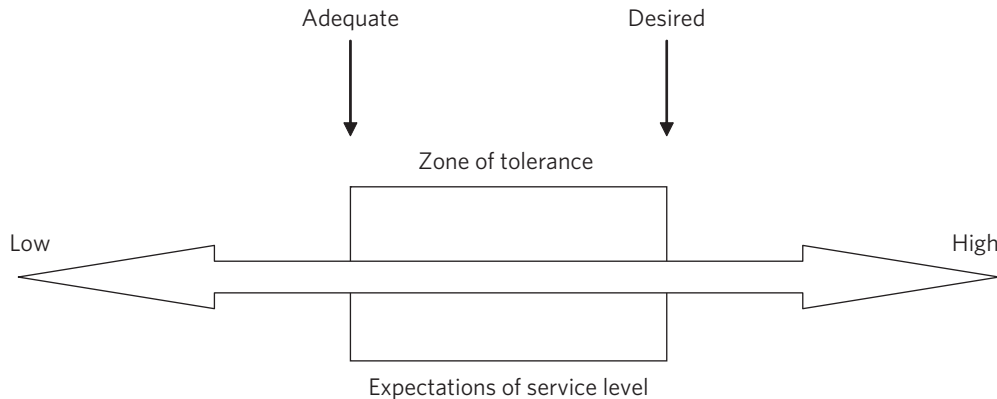 Adequate
Desired
Zone of tolerance
Low
High
Expectations of service level